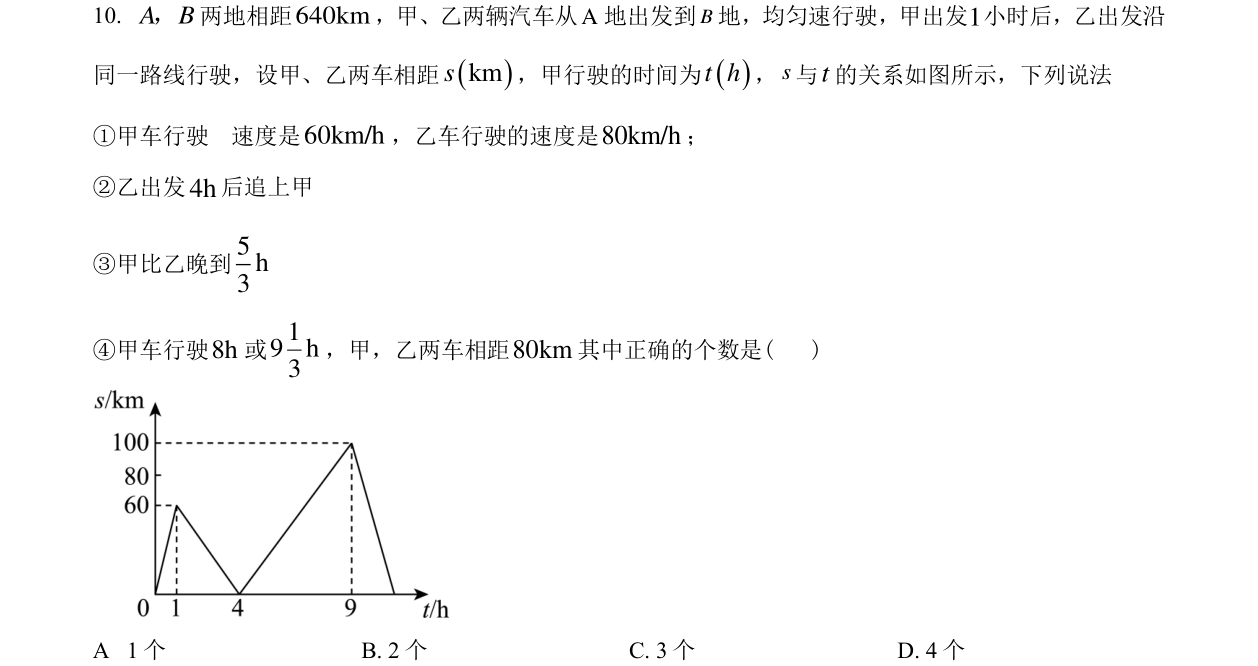 10. A，B 两地相距 640km，甲、乙两辆汽车从 A 地出发到 B 地，均匀速行驶，甲出发 1 小时后，乙出发沿
同一路线行驶，设甲、乙两车相距 s(km)，甲行驶的时间为 t(h)，s 与 t 的关系如图所示，下列说法
①甲车行驶 速度是 60km/h，乙车行驶的速度是 80km/h；
②乙出发 4h 后追上甲
③甲比乙晚到 5/3 h
④甲车行驶 8h 或 9 1/3 h，甲，乙两车相距 80km 其中正确的个数是( )
s/km
100
80
60
0 1 4 9 t/h
A 1 个 B. 2 个 C. 3 个 D. 4 个